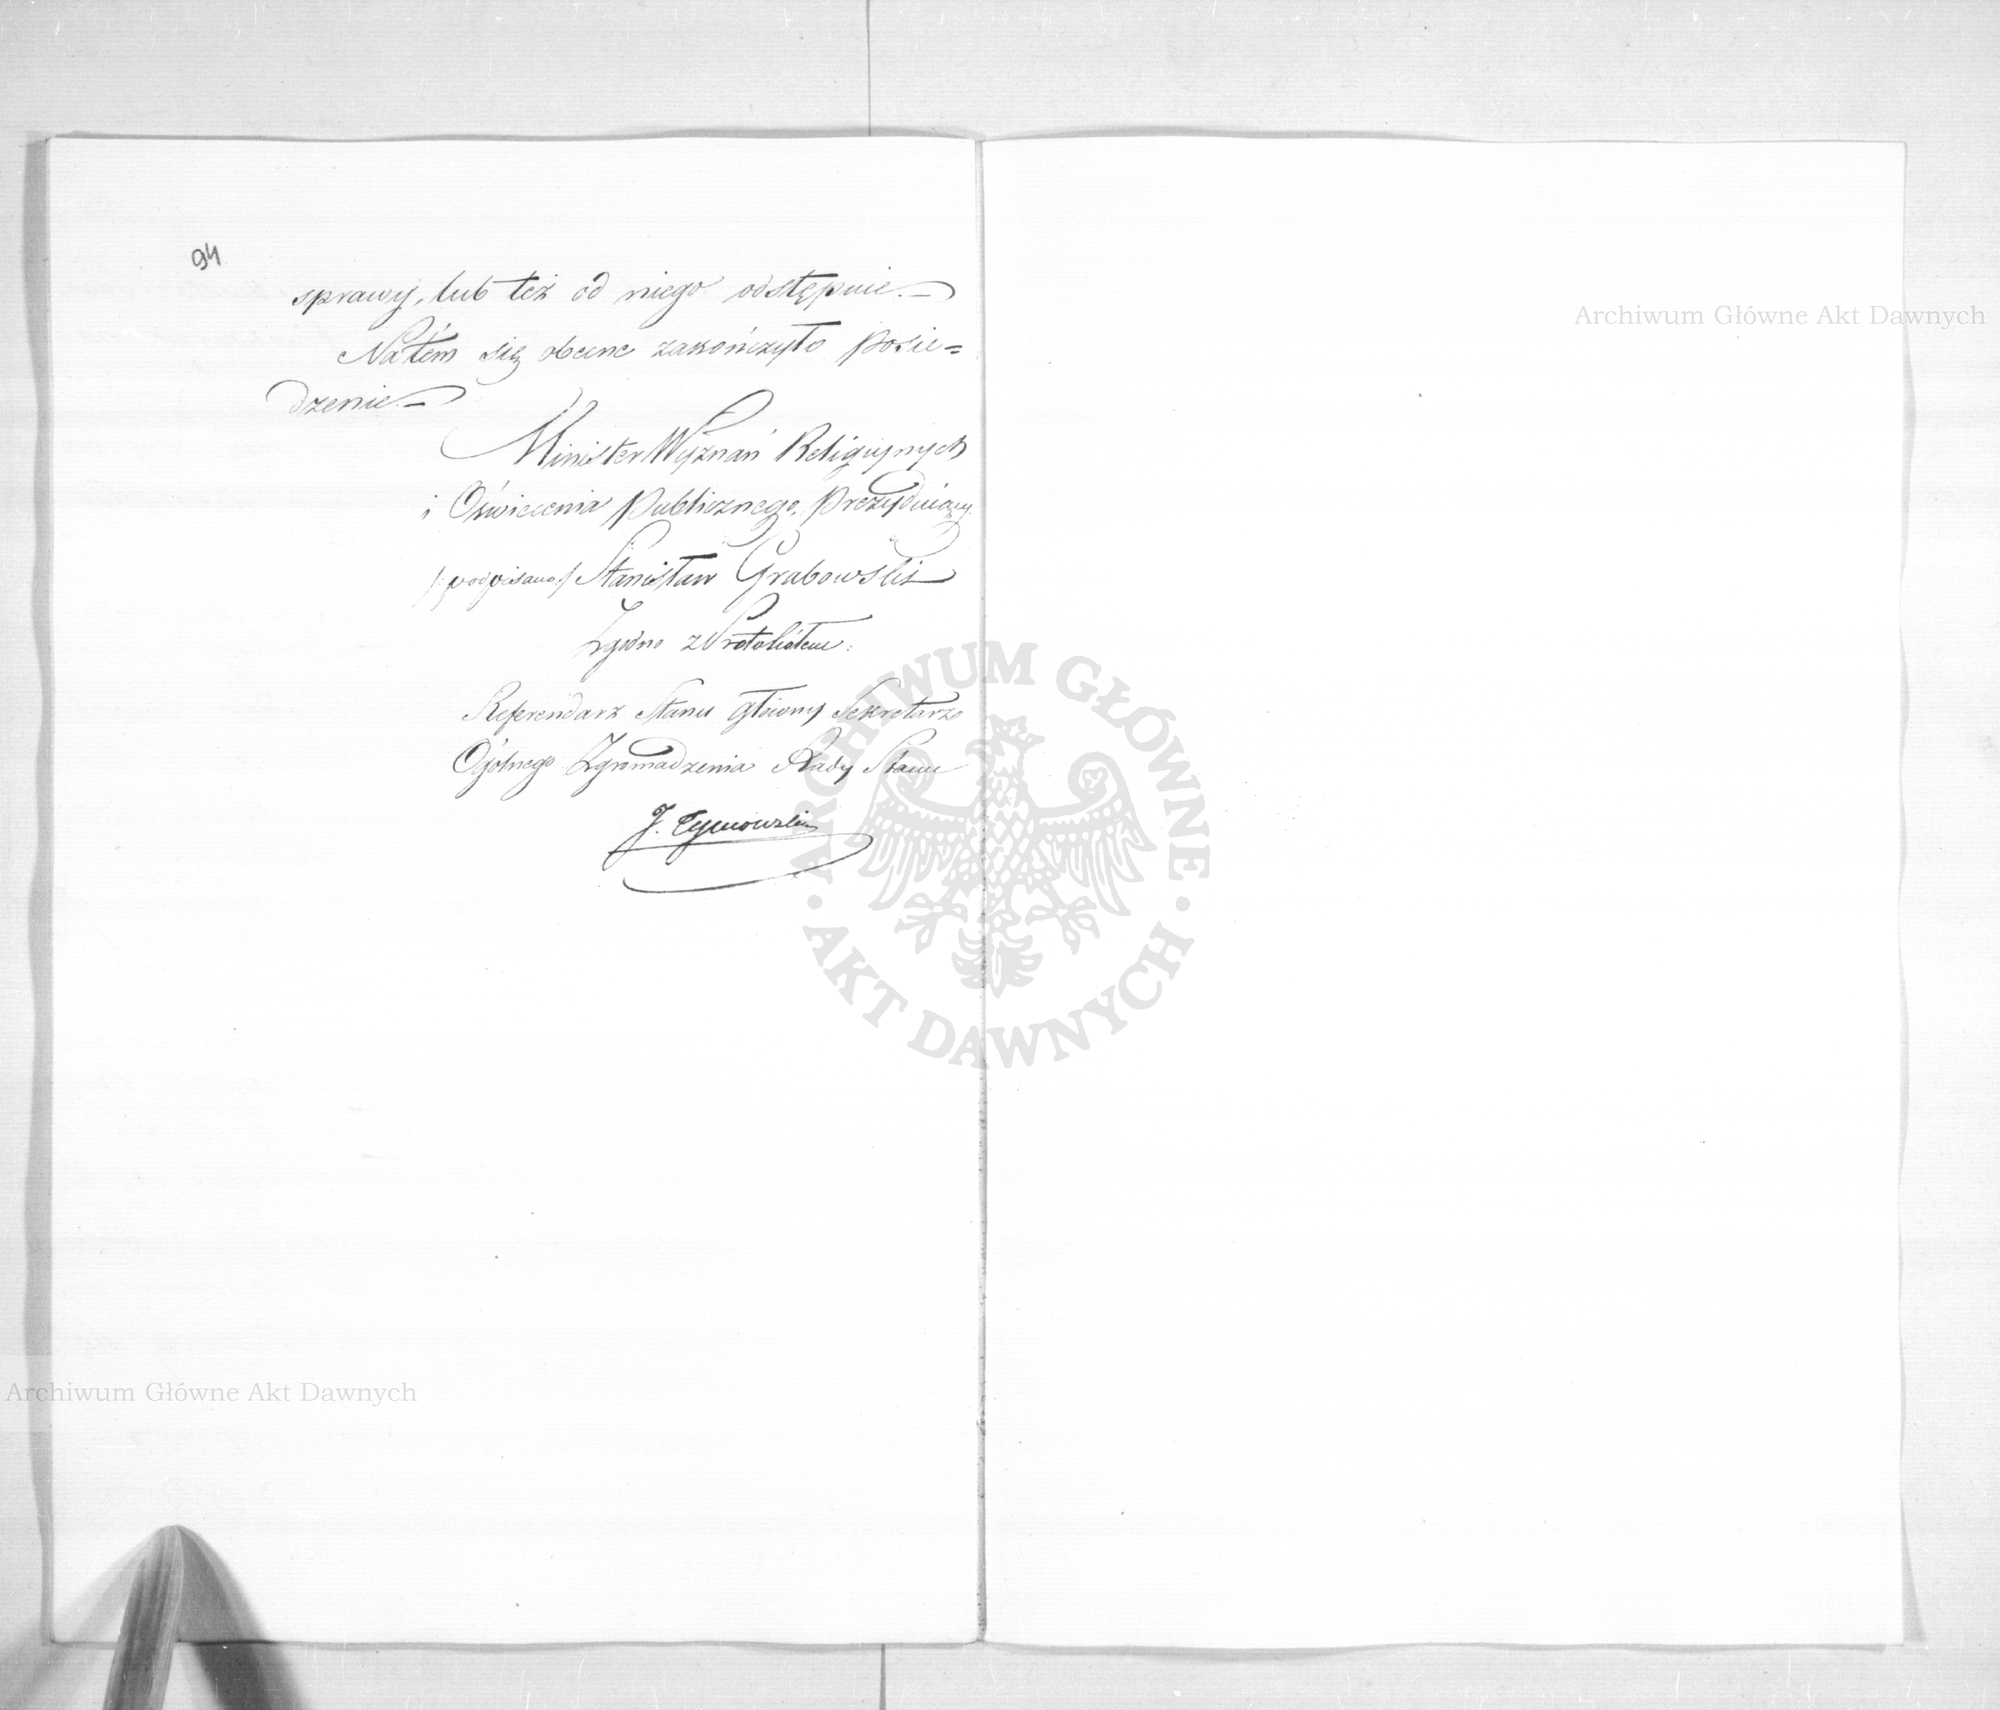 94
sprawy, lub też od niego odstępnie.—
Na tém się obecne zakończyło posie=
dzenie.—
Minister Wyznań Religijnych
i Oświecenia Publicznego, Prezydujący
/:podpisano:/ Stanisław Grabowski
Zgodno z Protokółem:
Referendarz Stanu Główny Sekretarz
Ogólnego Zgromadzenia Rady Stanu
J. Tymowski
Archiwum Główne Akt Dawnych
ARCHIWUM GŁÓWNE
AKT DAWNYCH
Archiwum Główne Akt Dawnych